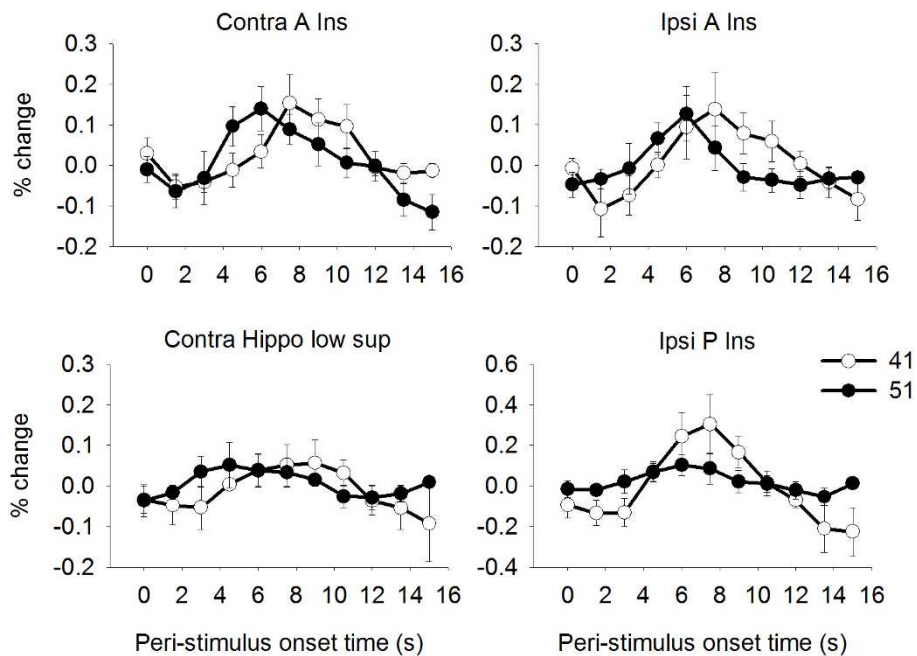 Contra A Ins
Ipsi A Ins
0.3
0.2
0.1
0.0
-0.1
-0.2
% change
0 2 4 6 8 10 12 14 16
0.3
0.2
0.1
0.0
-0.1
-0.2
0 2 4 6 8 10 12 14 16
Contra Hippo low sup
Ipsi P Ins
0.3
0.2
0.1
0.0
-0.1
-0.2
% change
0 2 4 6 8 10 12 14 16
Peri-stimulus onset time (s)
0.6
0.4
0.2
0.0
-0.2
-0.4
0 2 4 6 8 10 12 14 16
Peri-stimulus onset time (s)
41
51